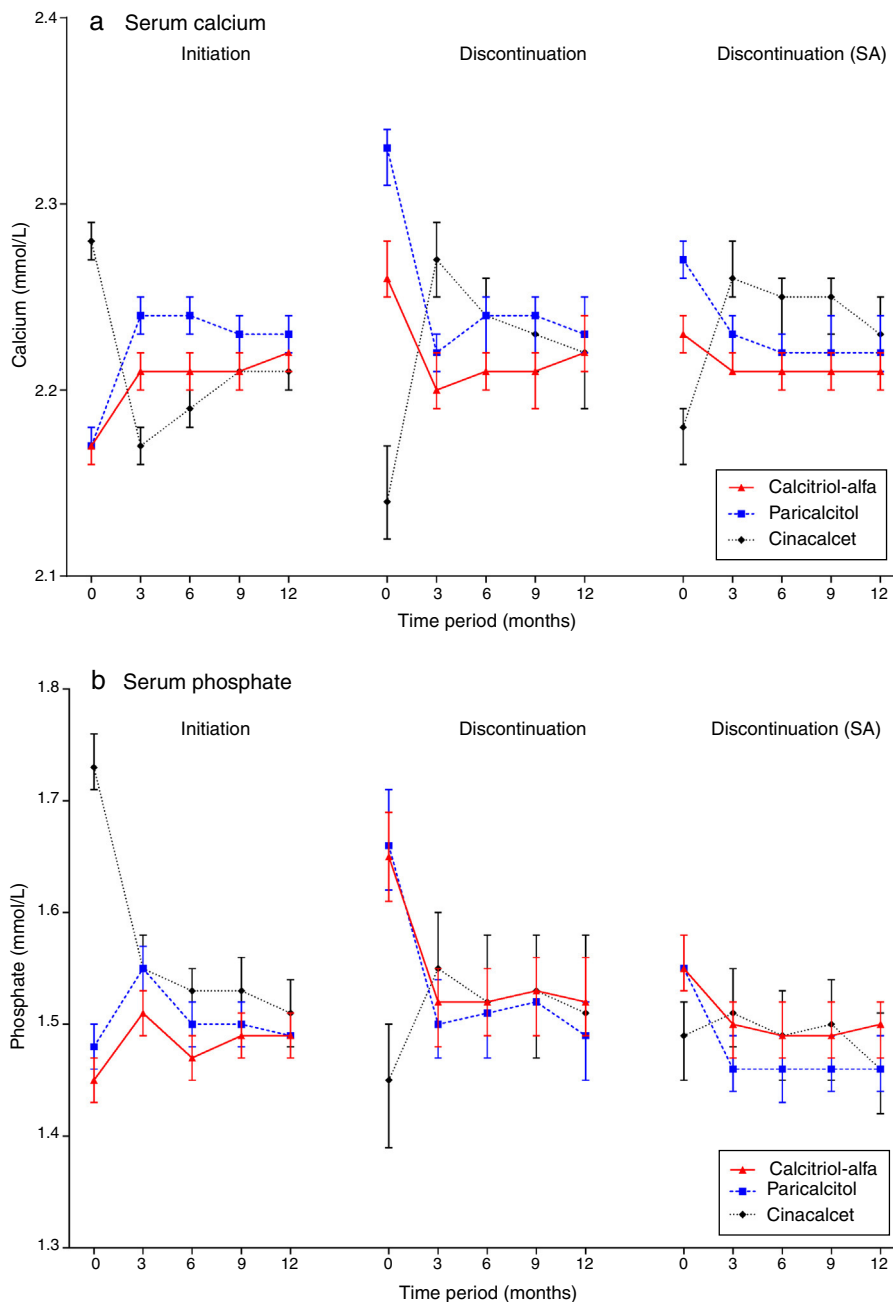 a Serum calcium
Initiation Discontinuation Discontinuation (SA)
2.4
2.3
2.2
2.1
Calcium (mmol/L)
0 3 6 9 12 0 3 6 9 12 0 3 6 9 12
Time period (months)
Calcitriol-alfa
Paricalcitol
Cinacalcet
b Serum phosphate
Initiation Discontinuation Discontinuation (SA)
1.8
1.7
1.6
1.5
1.4
1.3
Phosphate (mmol/L)
0 3 6 9 12 0 3 6 9 12 0 3 6 9 12
Time period (months)
Calcitriol-alfa
Paricalcitol
Cinacalcet